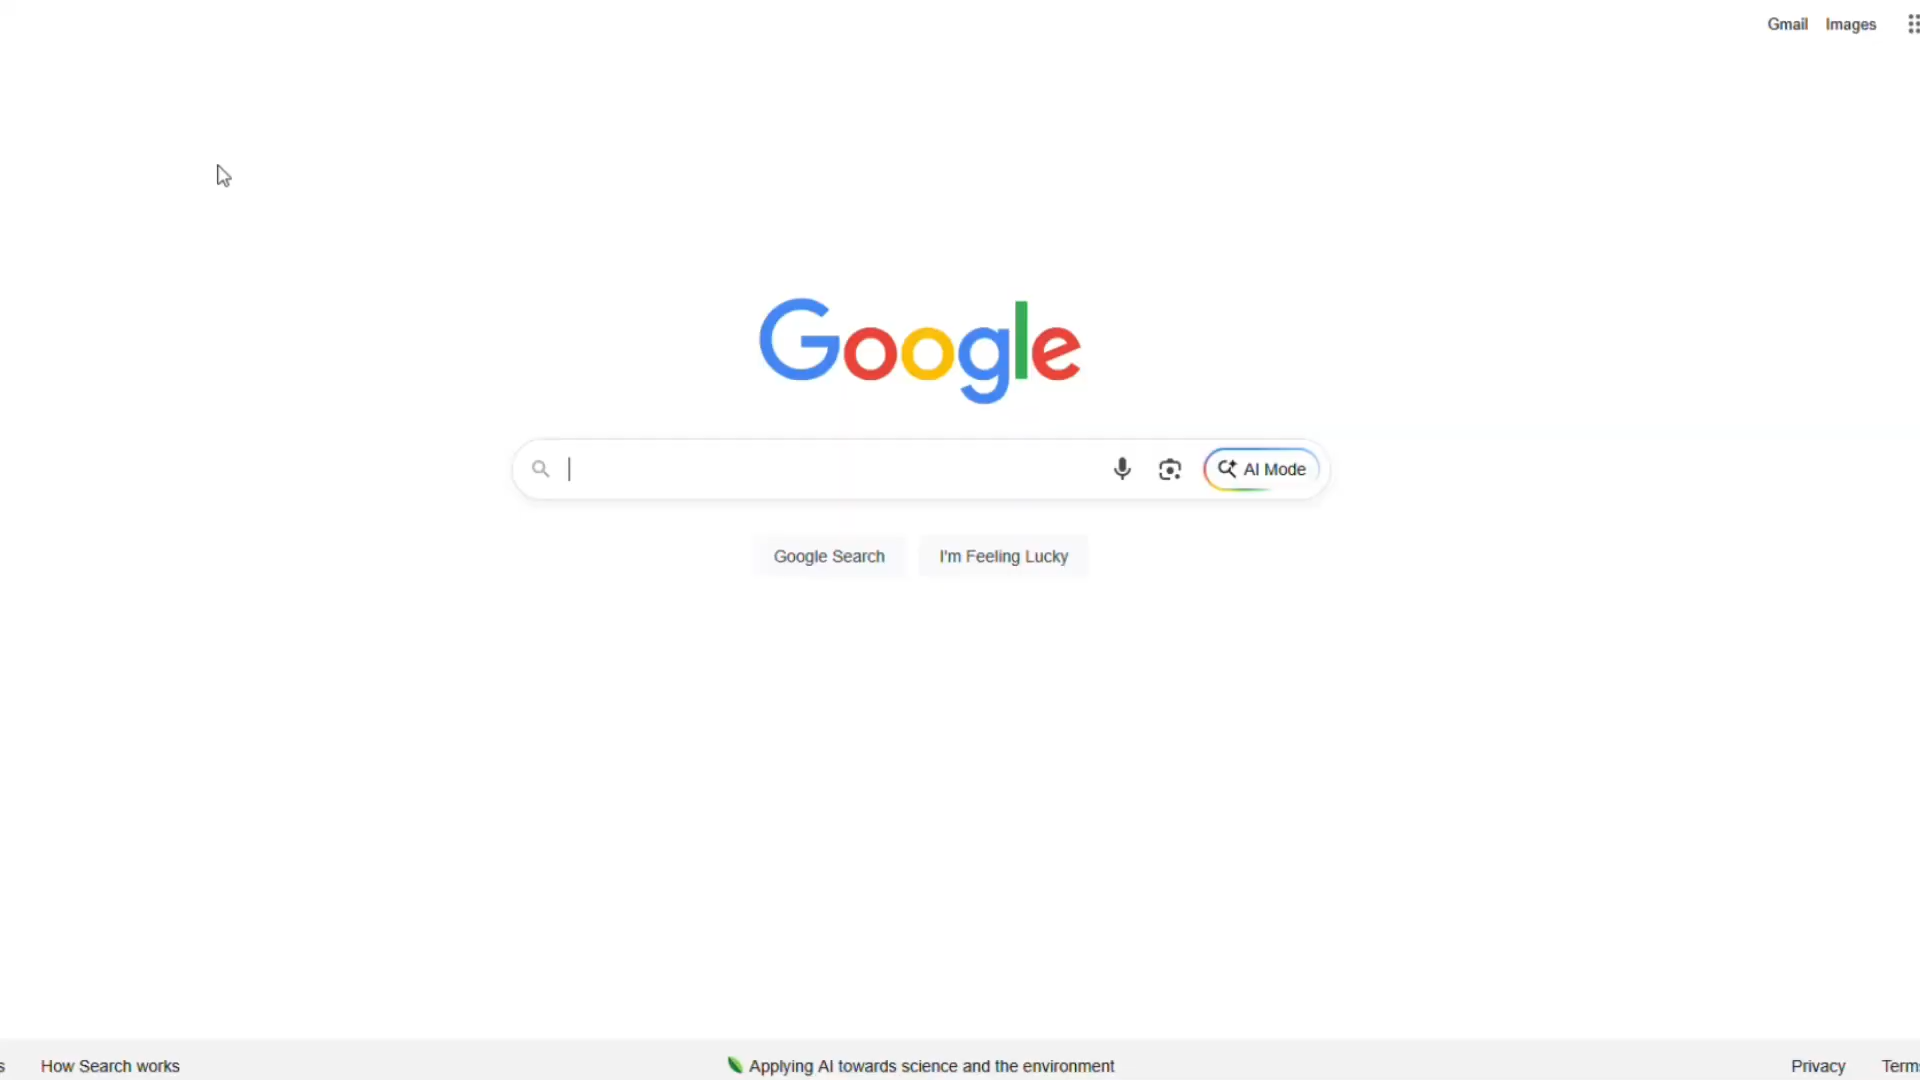 Gmail Images
Google
AI Mode
Google Search I'm Feeling Lucky
s How Search works Applying AI towards science and the environment Privacy Terms